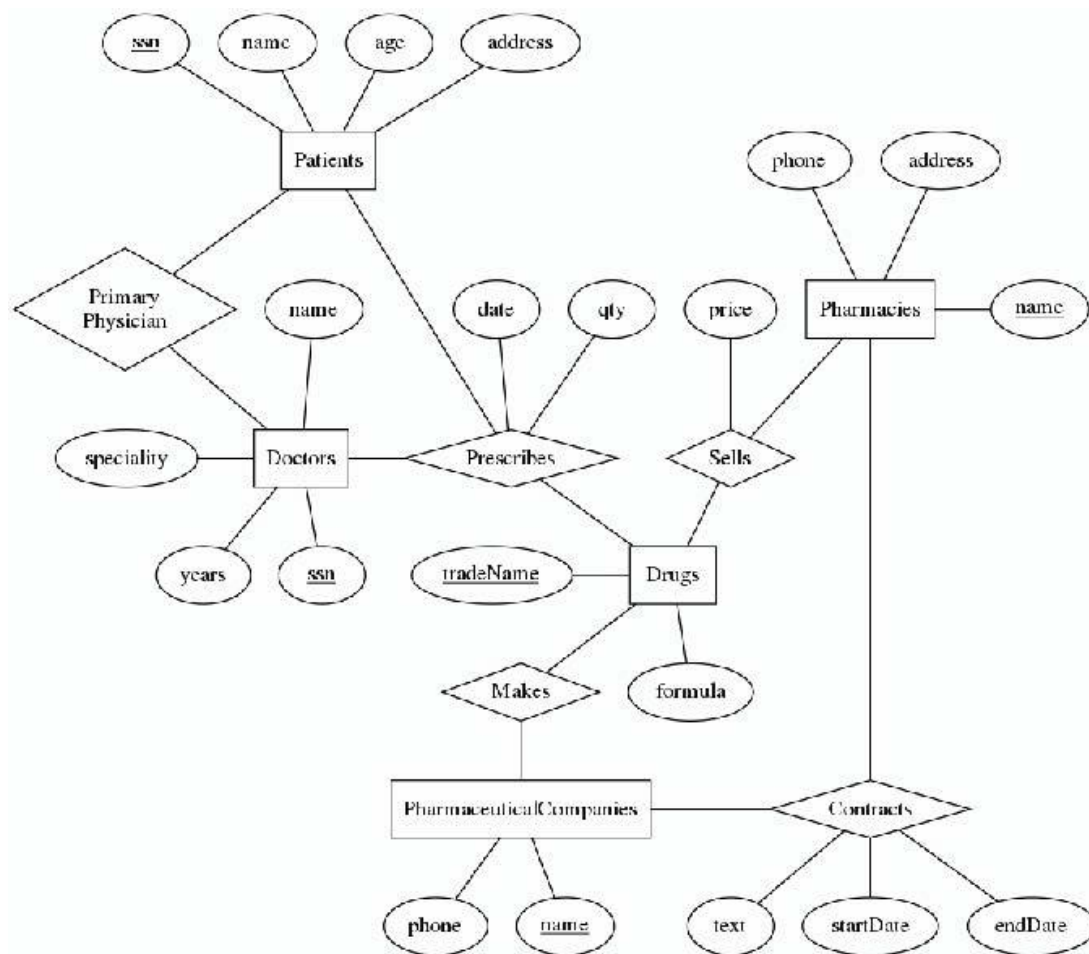 ssn
name
age
address
Patients
phone
address
Primary
Physician
name
date
qty
price
Pharmacies
name
speciality
Doctors
Prescribes
Sells
years
ssn
tradeName
Drugs
Makes
formula
PharmaceuticalCompanies
Contracts
phone
name
text
startDate
endDate